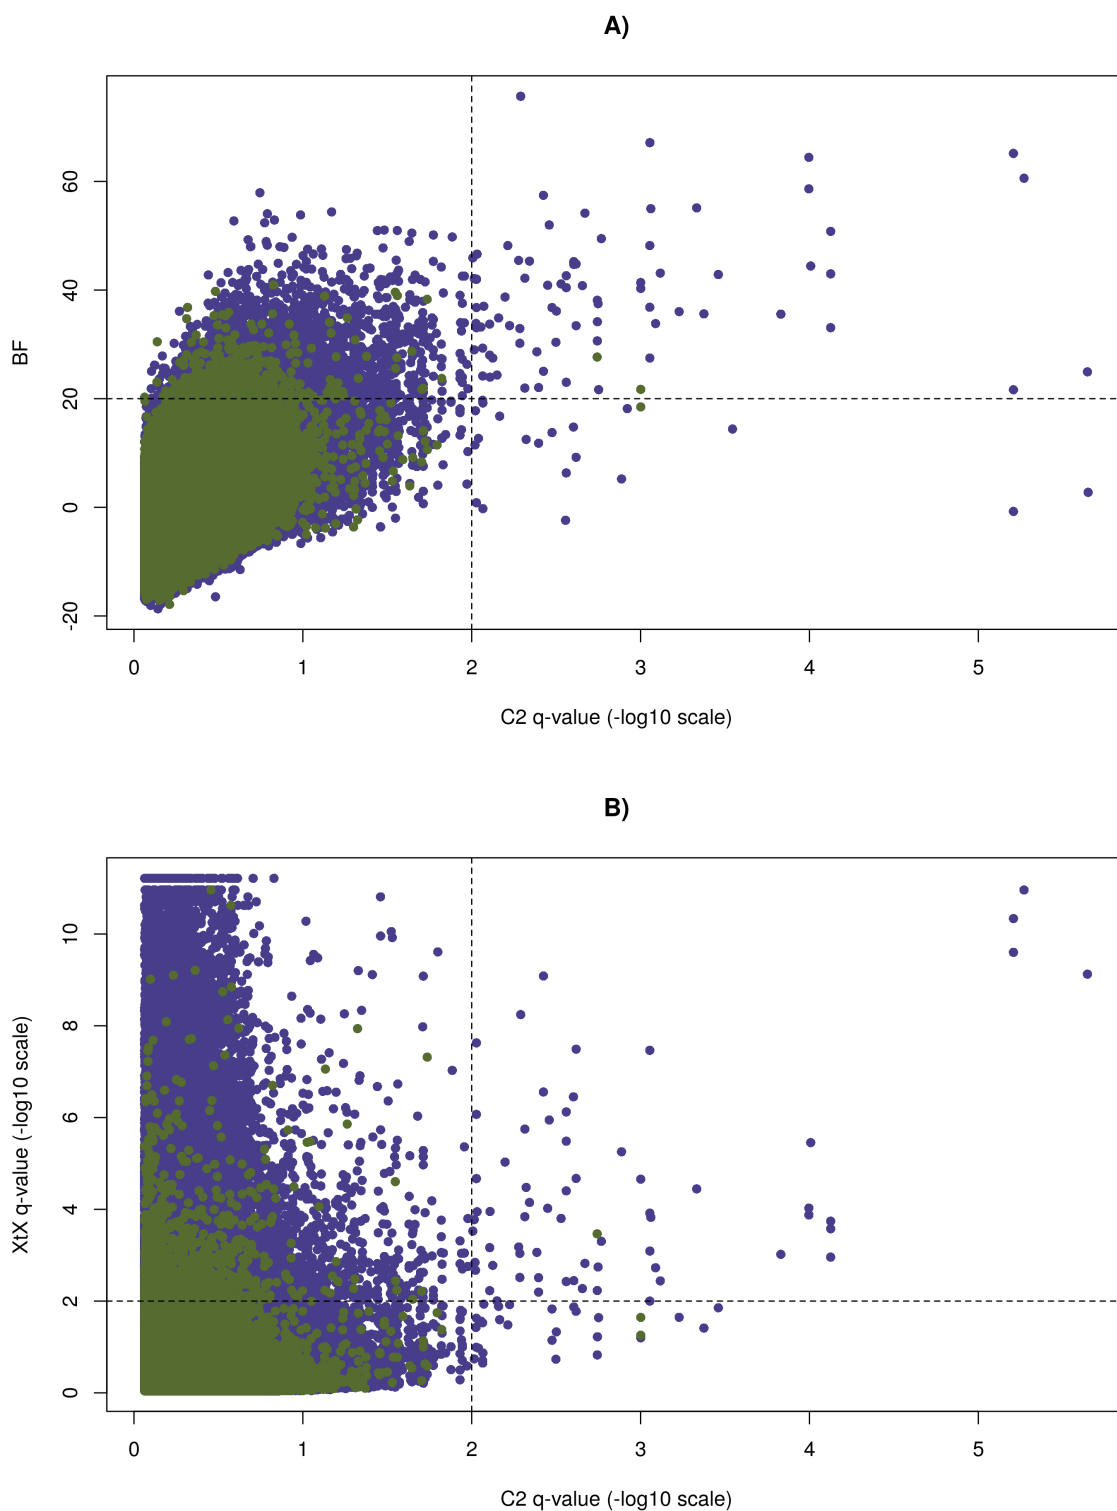 A)
60
40
20
0
-20
BF
0 1 2 3 4 5
C2 q-value (-log10 scale)
B)
10
8
6
4
2
0
XtX q-value (-log10 scale)
0 1 2 3 4 5
C2 q-value (-log10 scale)